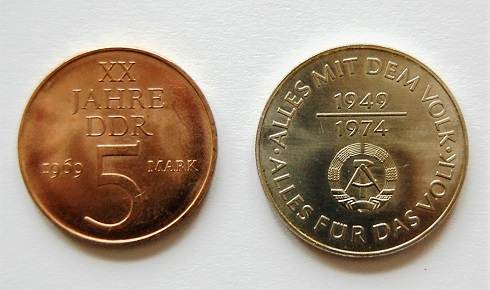 XX
JAHRE
DDR
1969 5 MARK
· ALLES MIT DEM VOLK ·
1949
1974
ALLES FÜR DAS VOLK